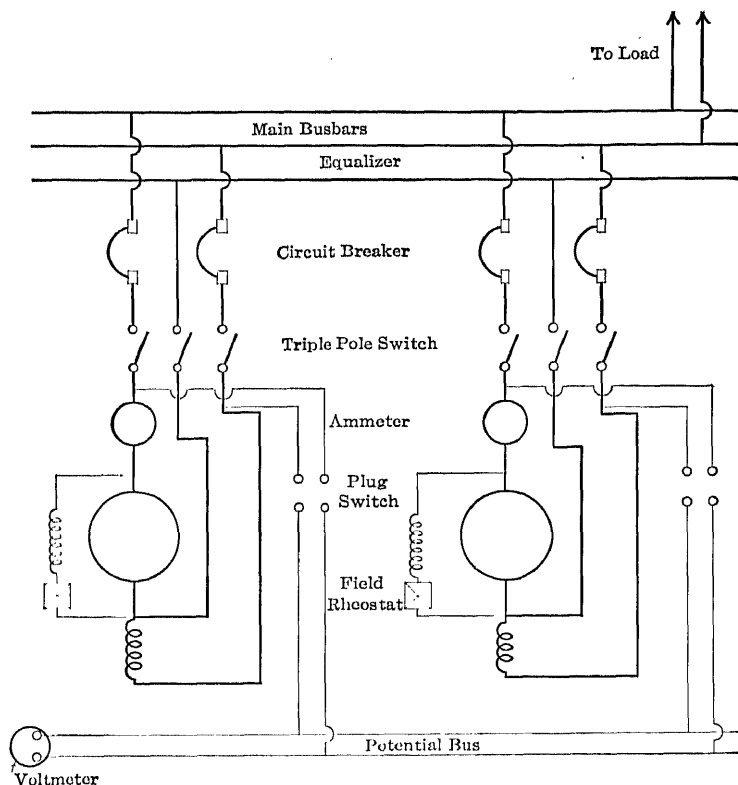 To Load
Main Busbars
Equalizer
Circuit Breaker
Triple Pole Switch
Ammeter
Plug
Switch
Field
Rheostat
Potential Bus
Voltmeter